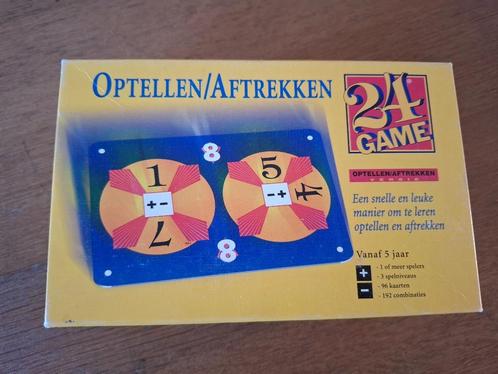 OPTELLEN/AFTREKKEN
24
GAME
OPTELLEN/AFTREKKEN
VERSIE
Een snelle en leuke
manier om te leren
optellen en aftrekken
Vanaf 5 jaar
+ - 1 of meer spelers
- 3 spelniveaus
- - 96 kaarten
- 192 combinaties
8
1
+ -
7
5
- +
4
8